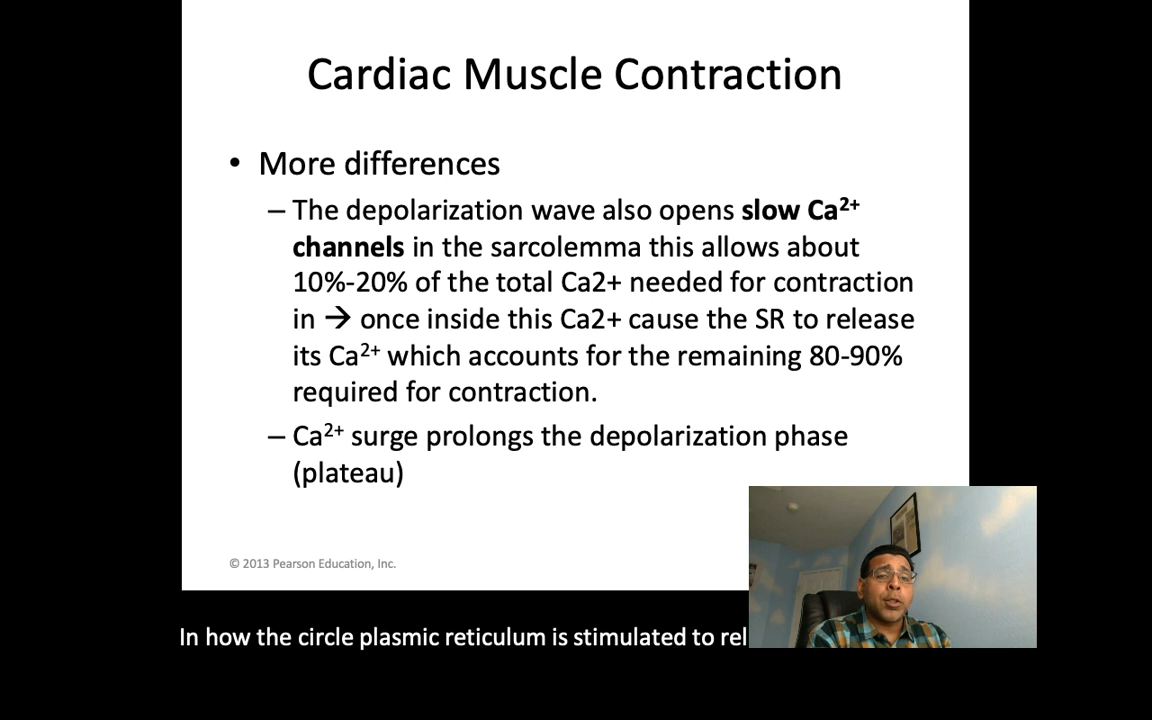 Cardiac Muscle Contraction
• More differences
– The depolarization wave also opens slow Ca²⁺
channels in the sarcolemma this allows about
10%-20% of the total Ca2+ needed for contraction
in → once inside this Ca2+ cause the SR to release
its Ca²⁺ which accounts for the remaining 80-90%
required for contraction.
– Ca²⁺ surge prolongs the depolarization phase
(plateau)
© 2013 Pearson Education, Inc.
In how the circle plasmic reticulum is stimulated to rel